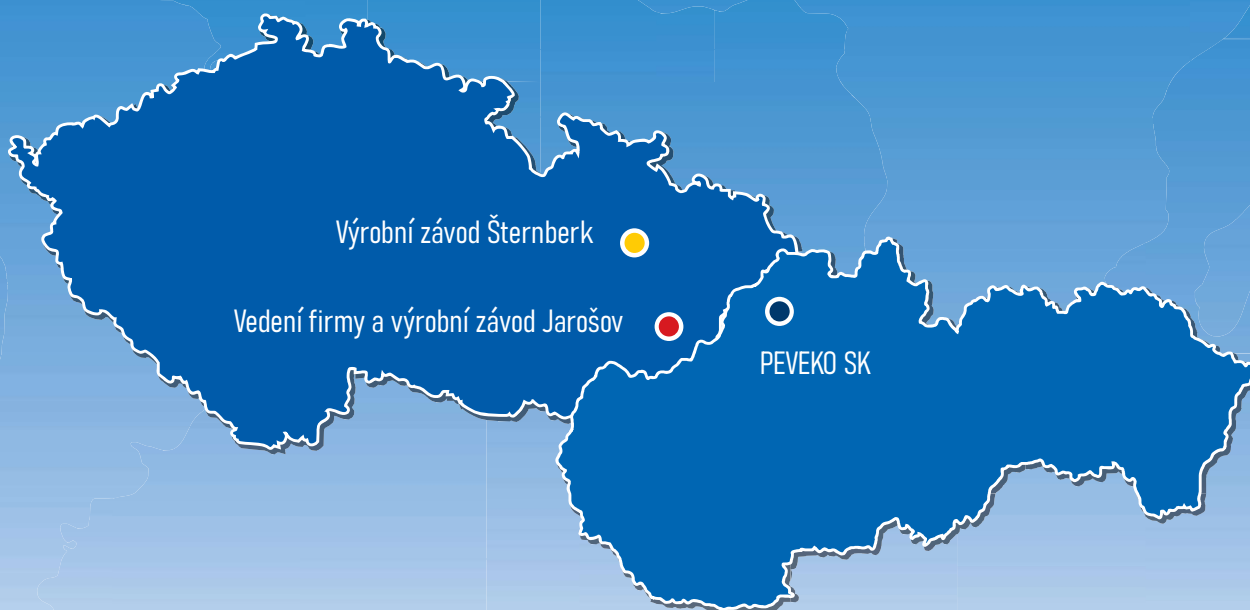 Výrobní závod Šternberk
Vedení firmy a výrobní závod Jarošov
PEVEKO SK